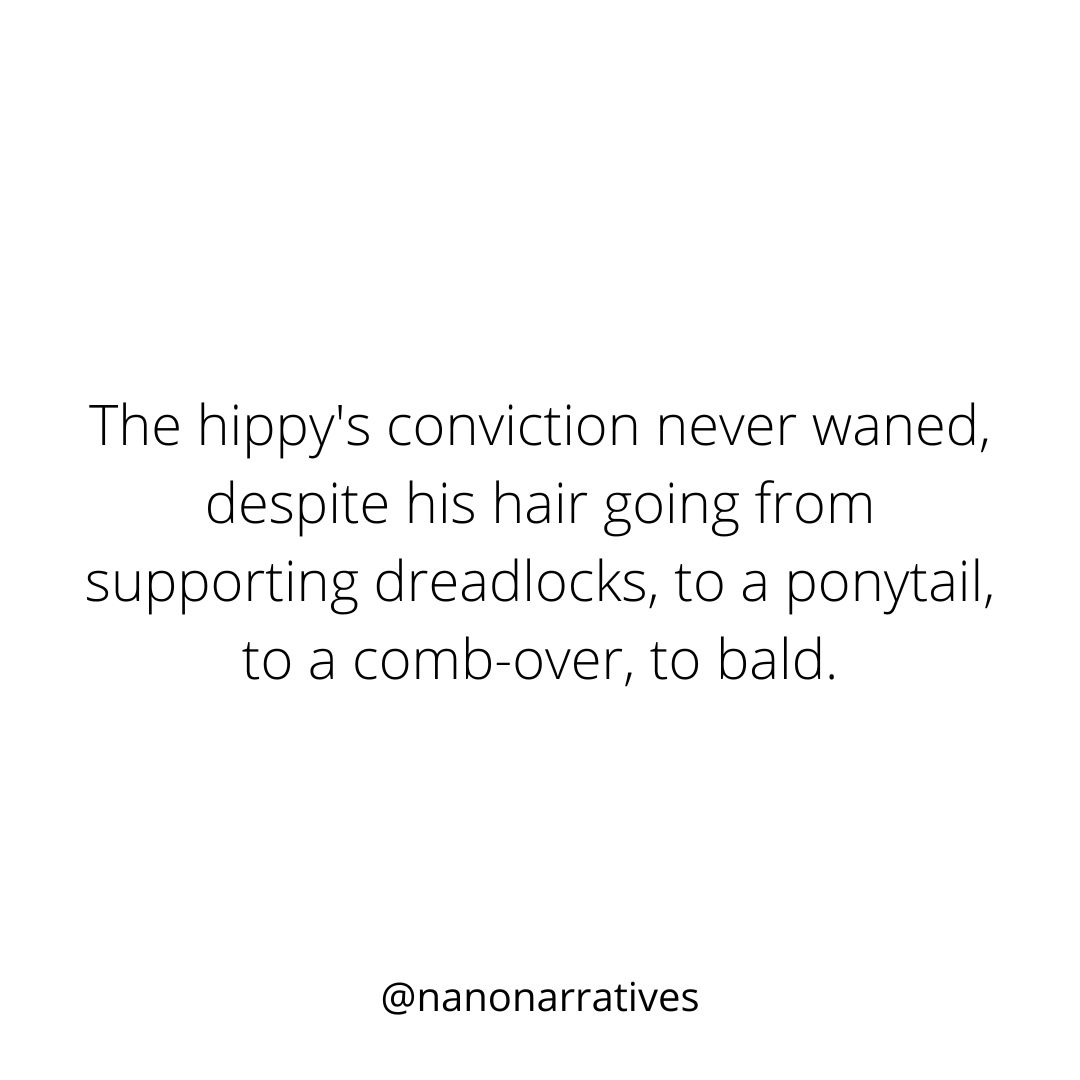 The hippy's conviction never waned,
despite his hair going from
supporting dreadlocks, to a ponytail,
to a comb-over, to bald.
@nanonarratives